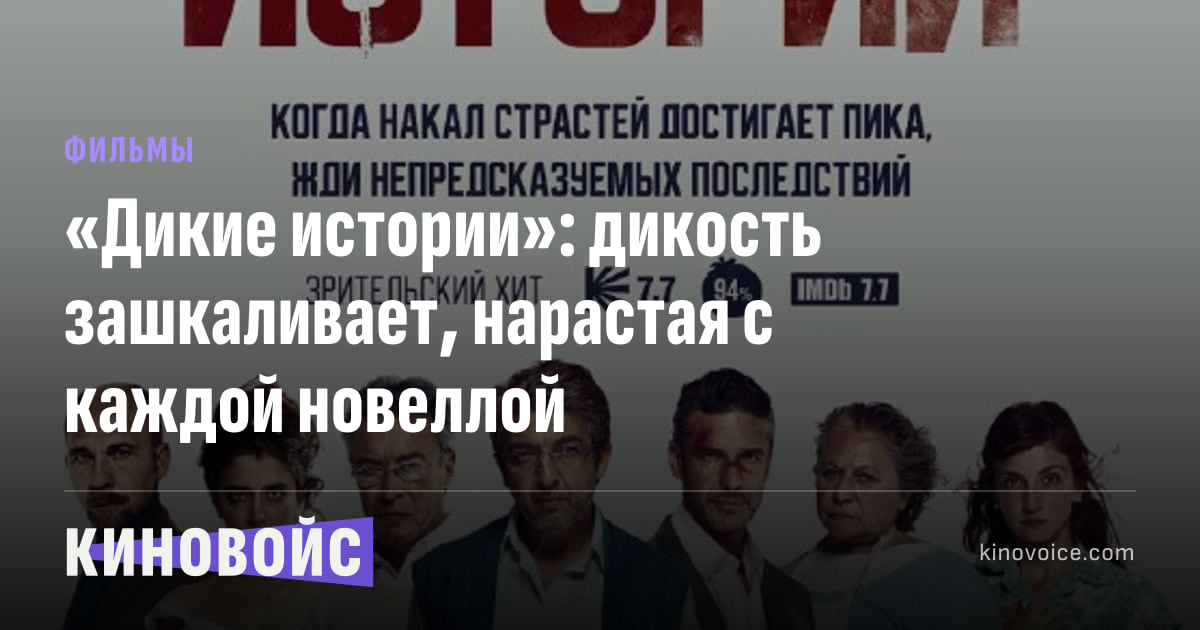 ИСТОРИИ
КОГДА НАКАЛ СТРАСТЕЙ ДОСТИГАЕТ ПИКА,
ЖДИ НЕПРЕДСКАЗУЕМЫХ ПОСЛЕДСТВИЙ
ФИЛЬМЫ
«Дикие истории»: дикость
зашкаливает, нарастая с
каждой новеллой
ЗРИТЕЛЬСКИЙ ХИТ 7.7 94% IMDb 7.7
КИНОВОЙС
kinovoice.com